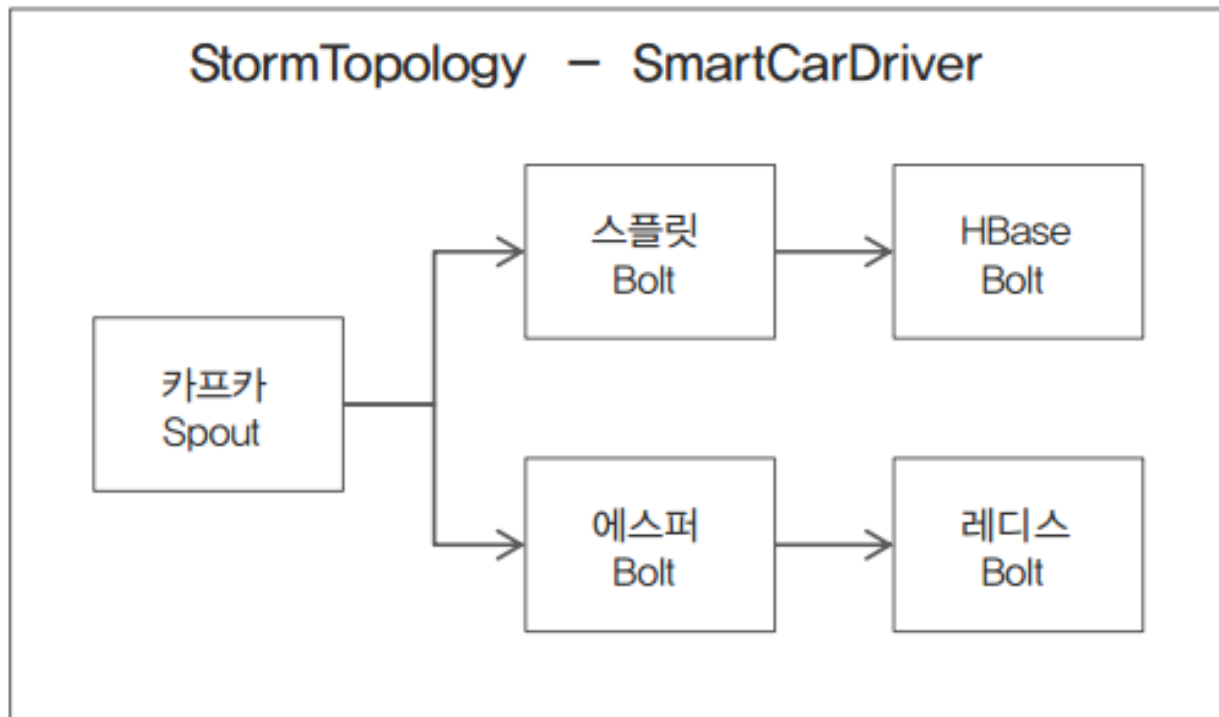 StormTopology – SmartCarDriver
스플릿
Bolt
HBase
Bolt
카프카
Spout
에스퍼
Bolt
레디스
Bolt